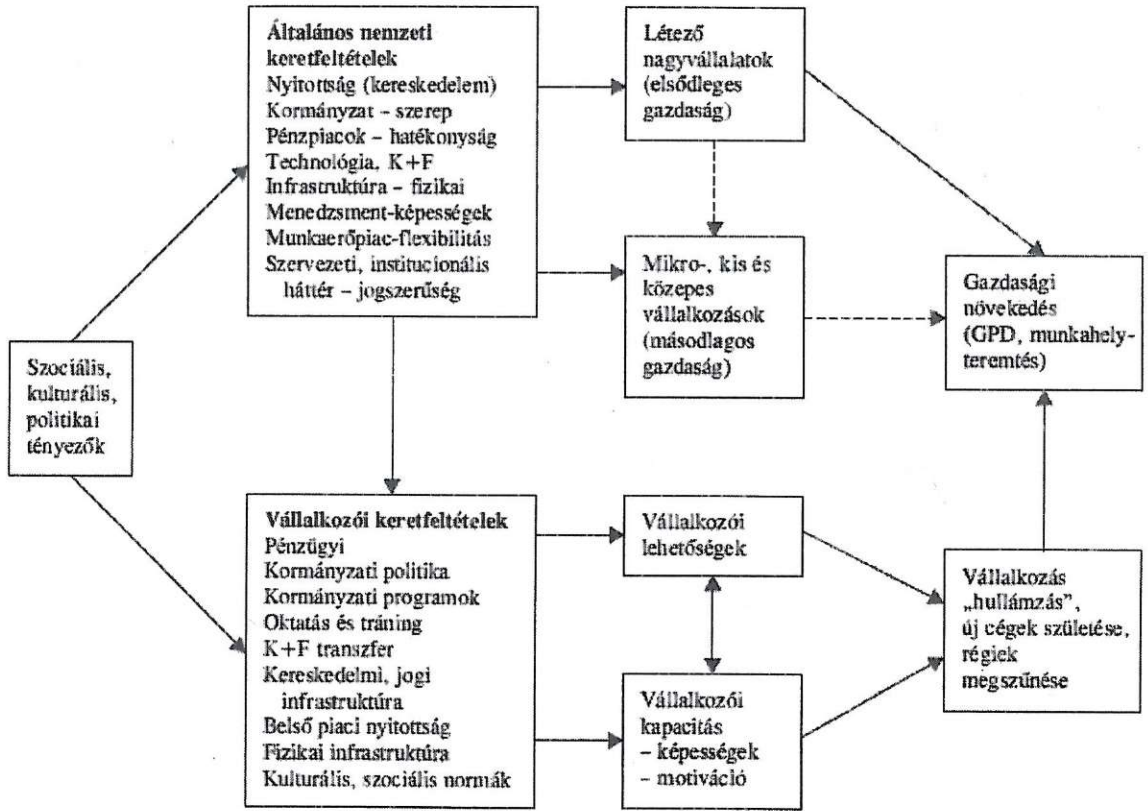 Általános nemzeti
keretfeltételek
Nyitottság (kereskedelem)
Kormányzat – szerep
Pénzpiacok – hatékonyság
Technológia, K+F
Infrastruktúra – fizikai
Menedzsment-képességek
Munkaerőpiac-flexibilitás
Szervezeti, institucionális
háttér – jogszerűség
Létező
nagyvállalatok
(elsődleges
gazdaság)
Mikro-, kis és
közepes
vállalkozások
(másodlagos
gazdaság)
Gazdasági
növekedés
(GPD, munkahely-
teremtés)
Szociális,
kulturális,
politikai
tényezők
Vállalkozói keretfeltételek
Pénzügyi
Kormányzati politika
Kormányzati programok
Oktatás és tráning
K+F transzfer
Kereskedelmi, jogi
infrastruktúra
Belső piaci nyitottság
Fizikai infrastruktúra
Kulturális, szociális normák
Vállalkozói
lehetőségek
Vállalkozói
kapacitás
– képességek
– motiváció
Vállalkozás
„hullámzás”,
új cégek születése,
régiek
megszűnése